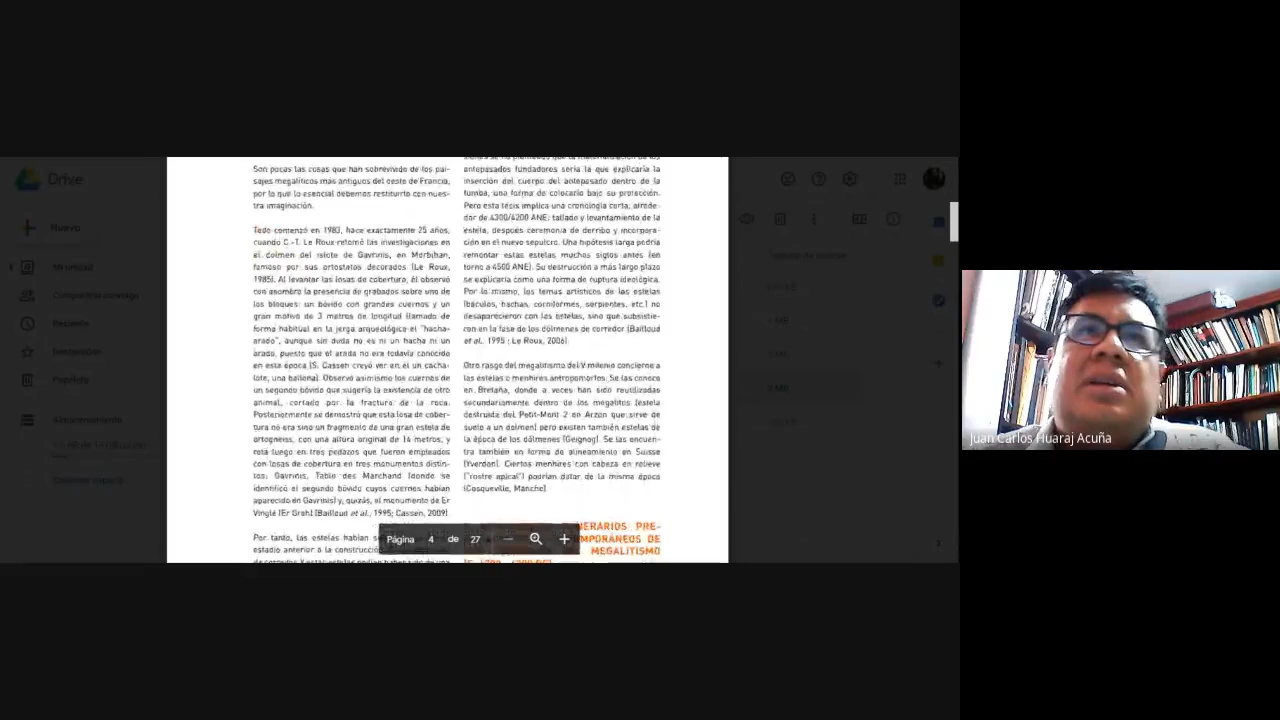 Drive
Nuevo
Mi unidad
Compartido conmigo
Reciente
Destacados
Papelera
Almacenamiento
Son pocas las cosas que han sobrevivido de los pai-
sajes megalíticos más antiguos del oeste de Francia,
por lo que lo esencial debemos restituirlo con nues-
tra imaginación.
Todo comenzó en 1983, hace exactamente 25 años,
cuando C.-T. Le Roux retomó las investigaciones en
el dolmen del islote de Gavrinis, en Morbihan,
famoso por sus ortostatos decorados (Le Roux,
1985). Al levantar las losas de cobertura, él observó
con asombro la presencia de grabados sobre uno de
los bloques: un bóvido con grandes cuernos y un
gran motivo de 3 metros de longitud llamado de
forma habitual en la jerga arqueológica el "hacha-
arado", aunque sin duda no es ni un hacha ni un
arado, puesto que el arado no era todavía conocido
en esta época (S. Cassen creyó ver en él un cacha-
lote, una ballena). Observó asimismo los cuernos de
un segundo bóvido que sugería la existencia de otro
animal, cortado por la fractura de la roca.
Posteriormente se demostró que esta losa de cober-
tura no era sino un fragmento de una gran estela de
ortogneis, con una altura original de 14 metros, y
rota luego en tres pedazos que fueron empleados
con losas de cobertura en tres monumentos distin-
tos: Gavrinis, Table des Marchand (donde se
identificó el segundo bóvido cuyos cuernos habían
aparecido en Gavrinis) y, quizás, el monumento de Er
Vinglé (Er Grah) (Bailloud et al., 1995; Cassen, 2009).
Por tanto, las estelas habían
estadio anterior a la construcció
antepasados fundadores sería la que explicaría la
inserción del cuerpo del antepasado dentro de la
tumba, una forma de colocarlo bajo su protección.
Pero esta tesis implica una cronología corta, alrede-
dor de 4300/4200 ANE: tallado y levantamiento de la
estela, después ceremonia de derribo e incorpora-
ción en el nuevo sepulcro. Una hipótesis larga podría
remontar estas estelas muchos siglos antes (en
torno a 4500 ANE). Su destrucción a más largo plazo
se explicaría como una forma de ruptura ideológica.
Por lo mismo, los temas artísticos de las estelas
(báculos, hachas, corniformes, serpientes, etc.) no
desaparecieron con las estelas, sino que subsistie-
ron en la fase de los dólmenes de corredor (Bailloud
et al. 1995 ; Le Roux, 2006).
Otro rasgo del megalitismo del V milenio concierne a
las estelas o menhires antropomorfos. Se las conoce
en Bretaña, donde a veces han sido reutilizadas
secundariamente dentro de los megalitos (estela
destruida del Petit-Mont 2 en Arzon que sirve de
suelo a un dolmen) pero existen también estelas de
la época de los dólmenes (Guignog). Se las encuen-
tra también en forma de alineamiento en Suisse
(Yverdon). Ciertos menhires con cabeza en relieve
("rostre apical") podrían datar de la misma época
(Cosqueville, Manche).
NERARIOS PRE-
MPORÁNEOS DE
MEGALITISMO
Página 4 de 27
Juan Carlos Huaraj Acuña